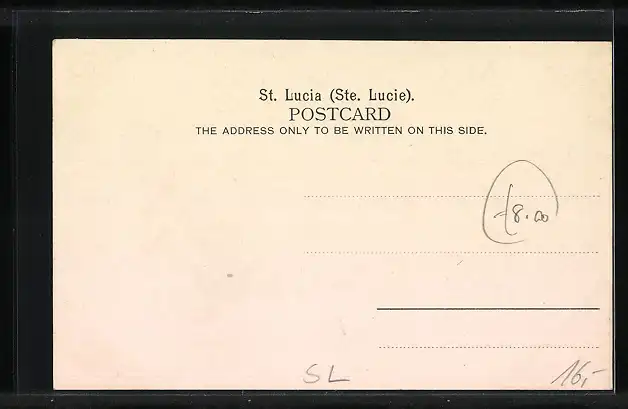 St. Lucia (Ste. Lucie).
POSTCARD
THE ADDRESS ONLY TO BE WRITTEN ON THIS SIDE.
£8.00
SL
16,-